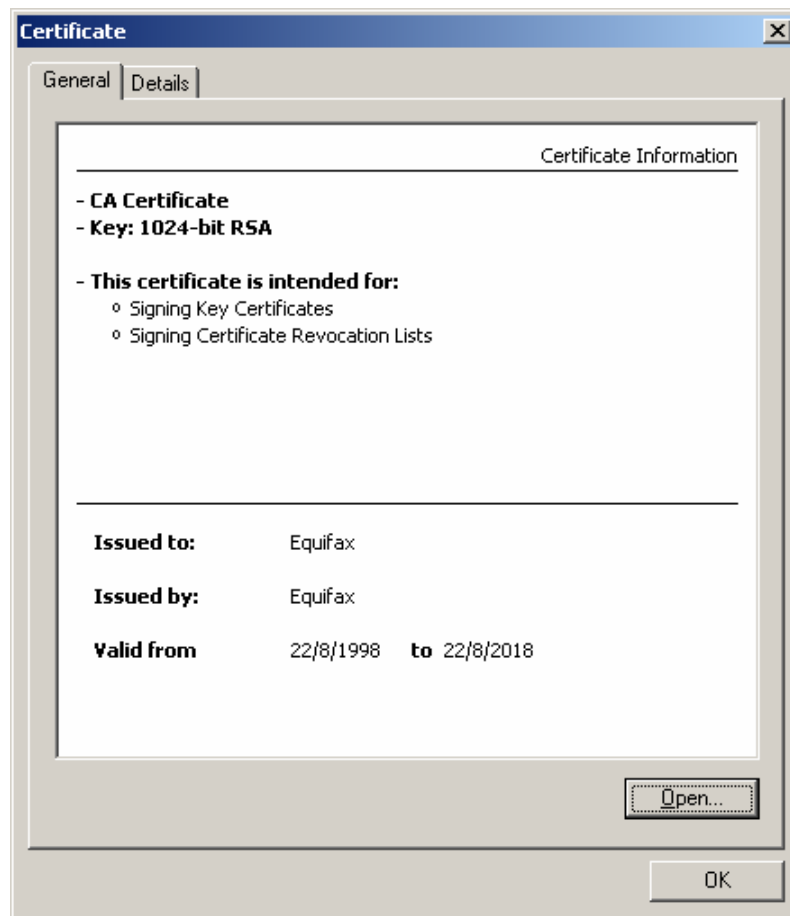 Certificate
General Details
Certificate Information
- CA Certificate
- Key: 1024-bit RSA
- This certificate is intended for:
Signing Key Certificates
Signing Certificate Revocation Lists
Issued to: Equifax
Issued by: Equifax
Valid from 22/8/1998 to 22/8/2018
Open...
OK